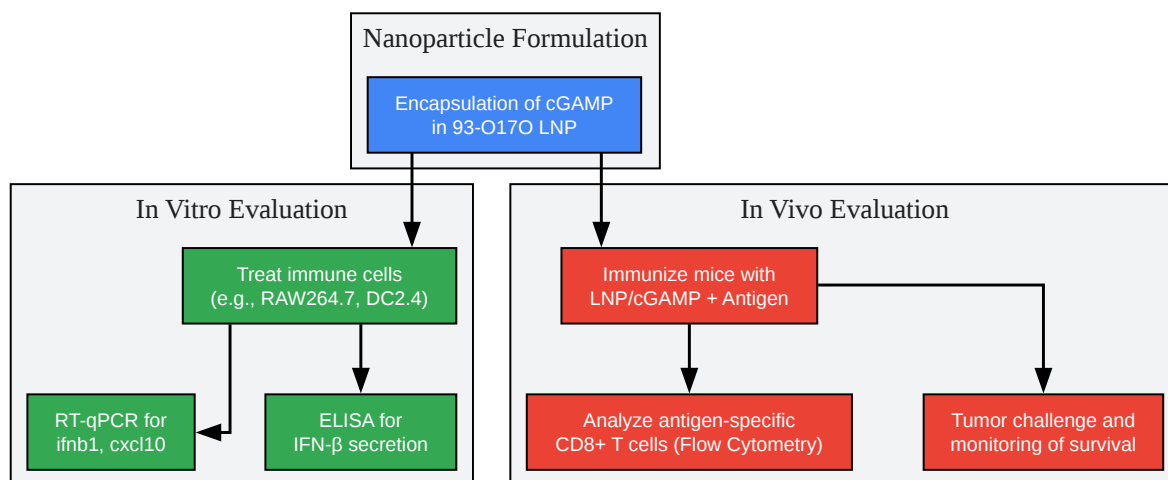 Nanoparticle Formulation
Encapsulation of cGAMP
in 93-O17O LNP
In Vitro Evaluation
Treat immune cells
(e.g., RAW264.7, DC2.4)
RT-qPCR for
ifnb1, cxcl10
ELISA for
IFN-β secretion
In Vivo Evaluation
Immunize mice with
LNP/cGAMP + Antigen
Analyze antigen-specific
CD8+ T cells (Flow Cytometry)
Tumor challenge and
monitoring of survival